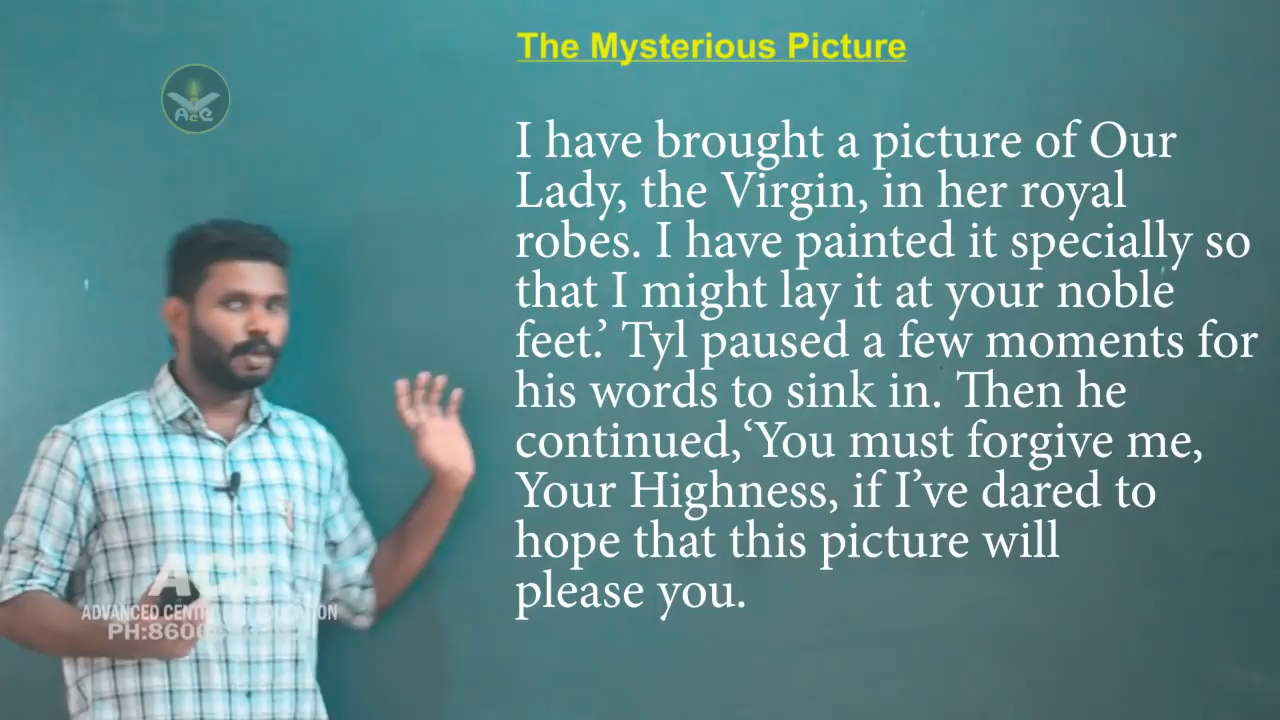 The Mysterious Picture
AcE
I have brought a picture of Our
Lady, the Virgin, in her royal
robes. I have painted it specially so
that I might lay it at your noble
feet.’ Tyl paused a few moments for
his words to sink in. Then he
continued,‘You must forgive me,
Your Highness, if I’ve dared to
hope that this picture will
please you.
ACE
ADVANCED EDUCATION